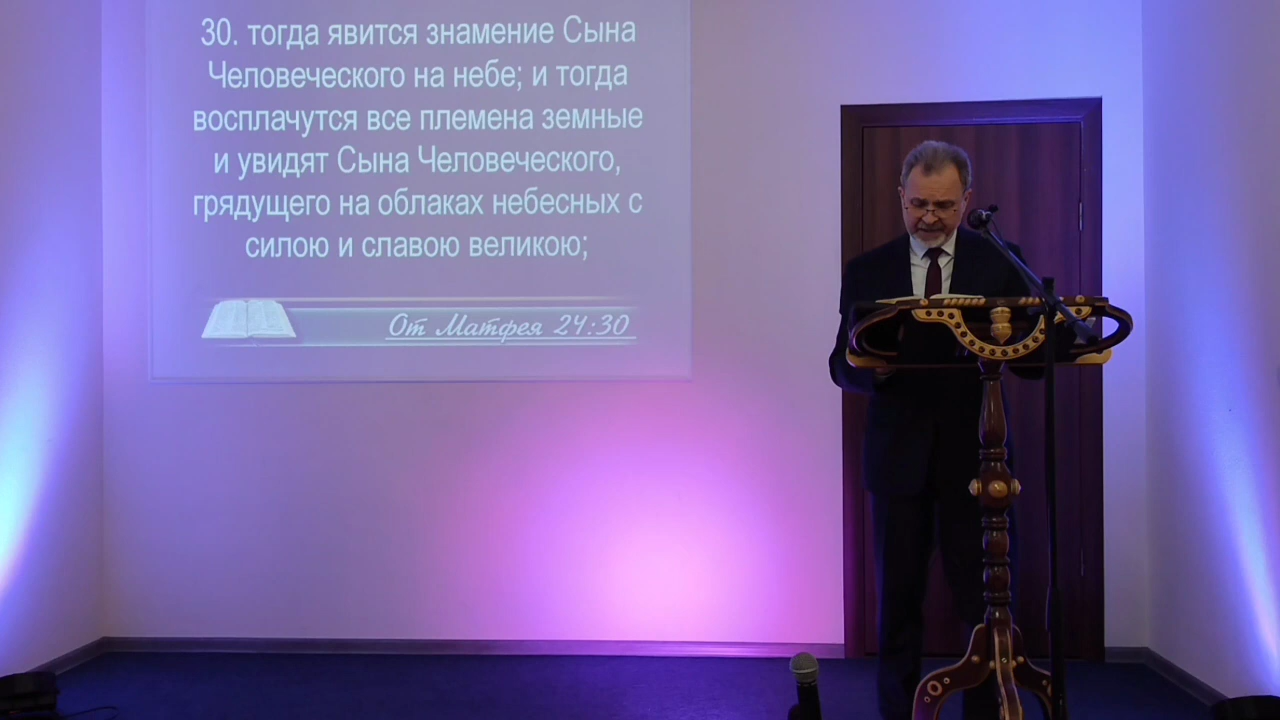 30. тогда явится знамение Сына
Человеческого на небе; и тогда
восплачутся все племена земные
и увидят Сына Человеческого,
грядущего на облаках небесных с
силою и славою великою;
От Матфея 24:30